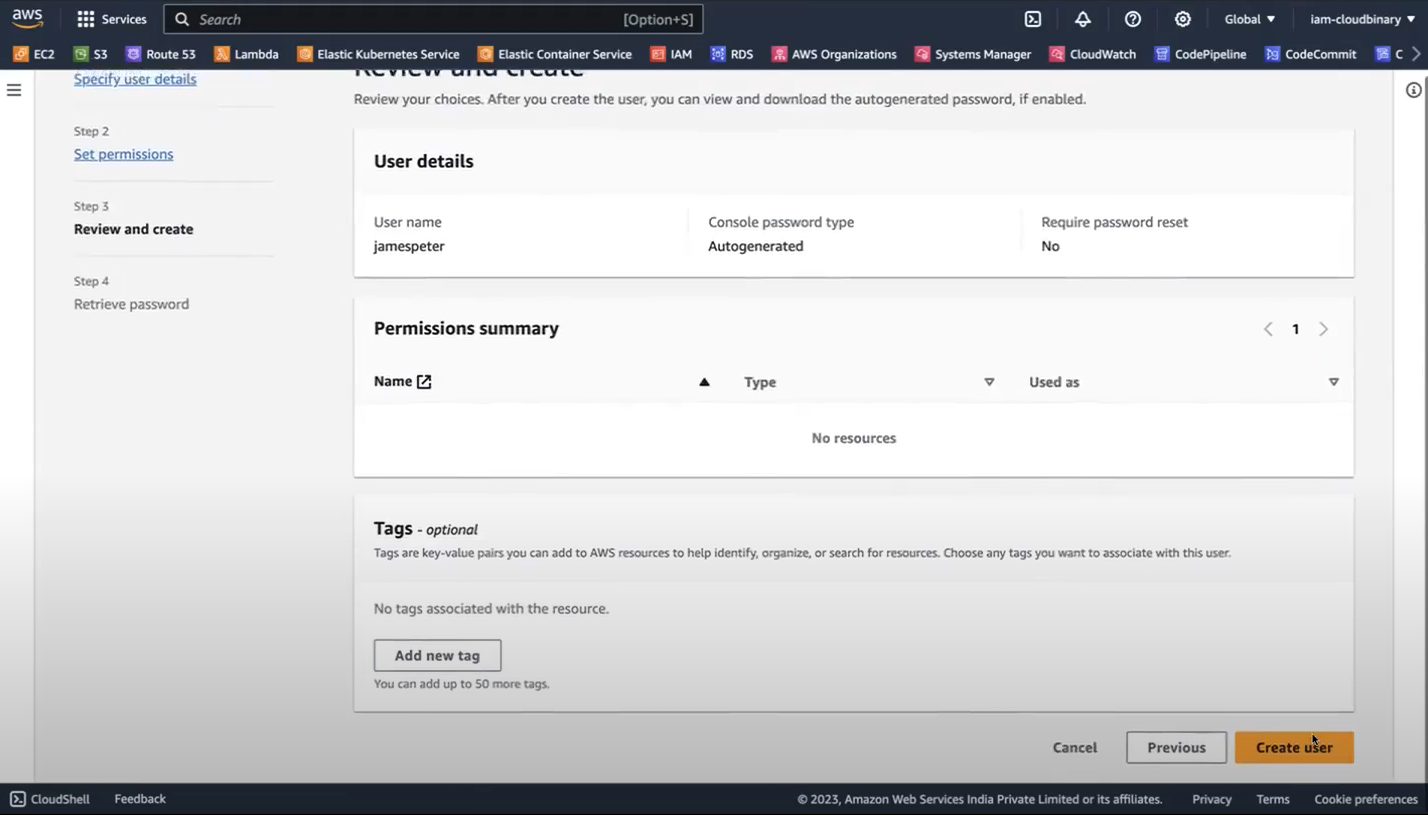 aws
Services
Search
[Option+S]
Global
iam-cloudbinary
EC2 S3 Route 53 Lambda Elastic Kubernetes Service Elastic Container Service IAM RDS AWS Organizations Systems Manager CloudWatch CodePipeline CodeCommit C
Specify user details
Step 2
Set permissions
Step 3
Review and create
Step 4
Retrieve password
Review and create
Review your choices. After you create the user, you can view and download the autogenerated password, if enabled.
User details
User name
jamespeter
Console password type
Autogenerated
Require password reset
No
Permissions summary
1
Name Type Used as
No resources
Tags - optional
Tags are key-value pairs you can add to AWS resources to help identify, organize, or search for resources. Choose any tags you want to associate with this user.
No tags associated with the resource.
Add new tag
You can add up to 50 more tags.
Cancel Previous Create user
CloudShell Feedback © 2023, Amazon Web Services India Private Limited or its affiliates. Privacy Terms Cookie preferences